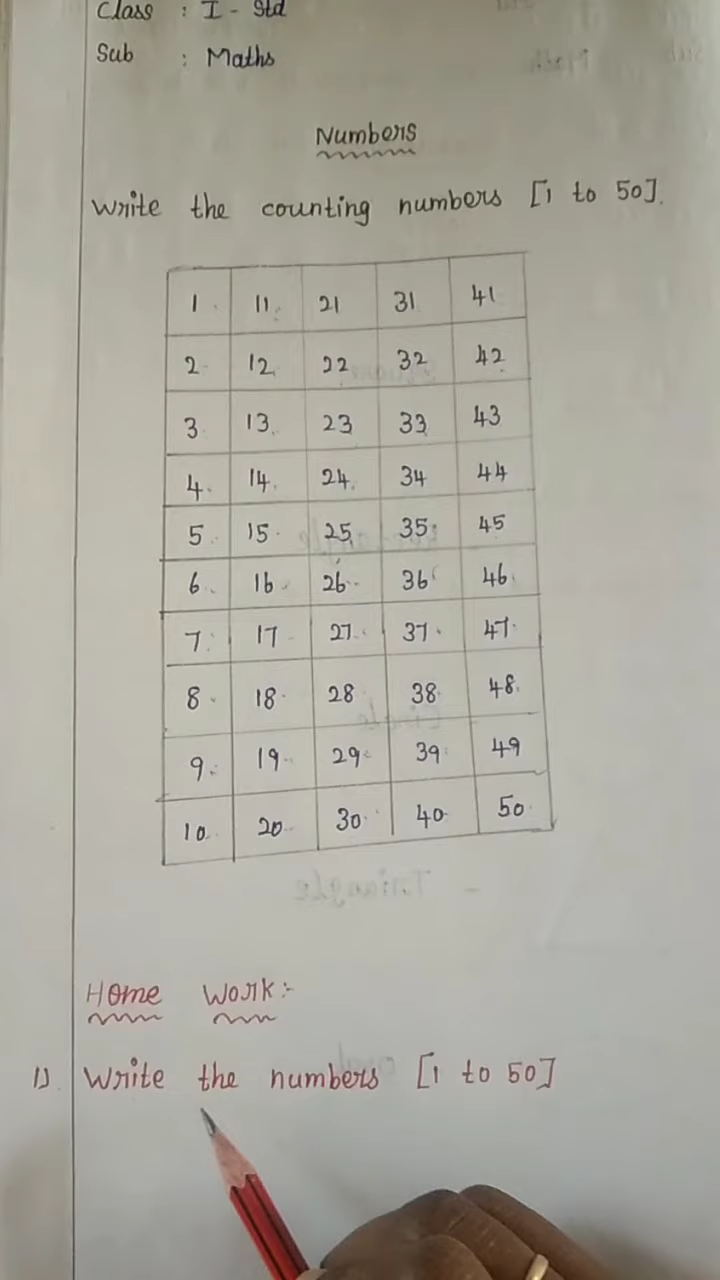 Class : I - Std
Sub : Maths
Numbers
Write the counting numbers [1 to 50].
1 11 21 31 41
2 12 22 32 42
3 13 23 33 43
4 14 24 34 44
5 15 25 35 45
6 16 26 36 46
7 17 27 37 47
8 18 28 38 48
9 19 29 39 49
10 20 30 40 50
Home Work:-
1) Write the numbers [1 to 50]